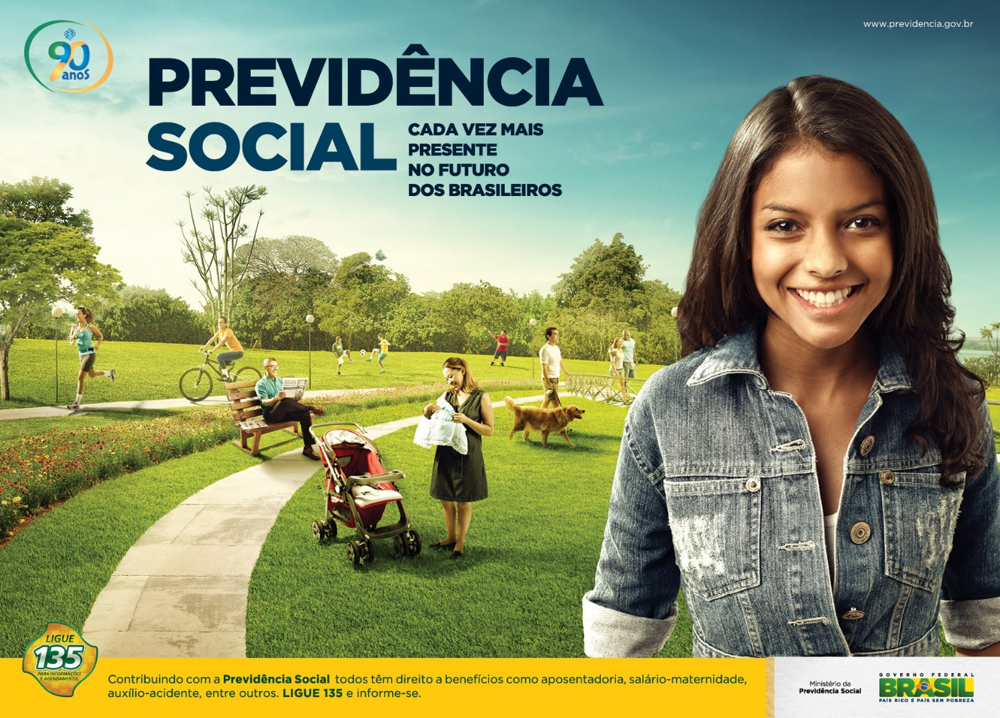 www.previdencia.gov.br
90
anos
PREVIDÊNCIA
SOCIAL
CADA VEZ MAIS
PRESENTE
NO FUTURO
DOS BRASILEIROS
LIGUE
135
PARA INFORMAÇÕES
E AGENDAMENTO.
Contribuindo com a Previdência Social todos têm direito a benefícios como aposentadoria, salário-maternidade,
auxílio-acidente, entre outros. LIGUE 135 e informe-se.
Ministério da
Previdência Social
GOVERNO FEDERAL
BRASIL
PAÍS RICO É PAÍS SEM POBREZA